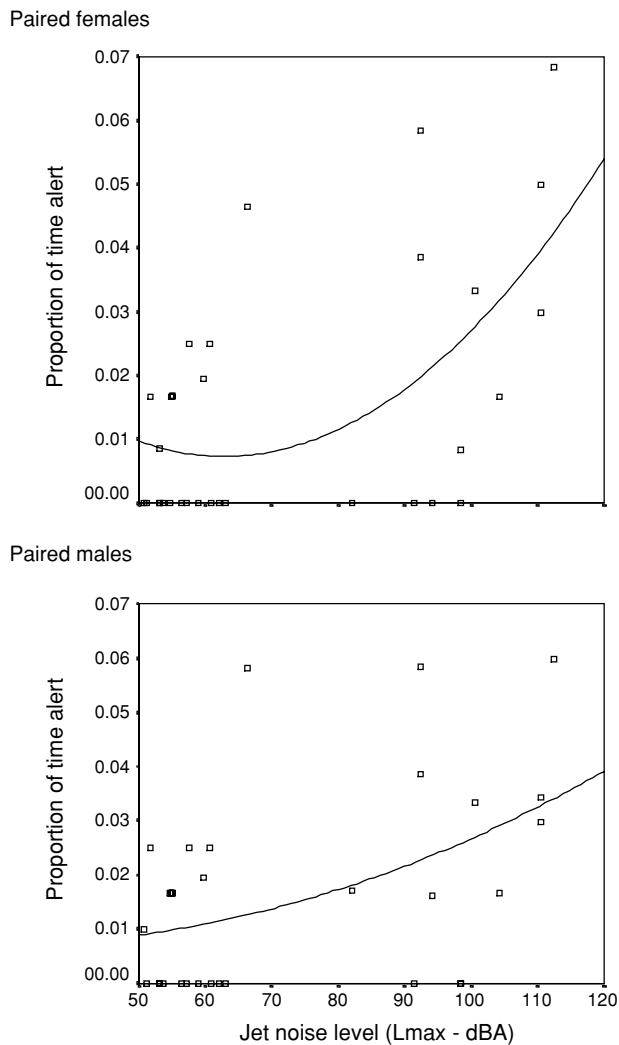 Paired females
0.07
0.06
0.05
0.04
0.03
0.02
0.01
00.00
Proportion of time alert
Paired males
0.07
0.06
0.05
0.04
0.03
0.02
0.01
00.00
Proportion of time alert
50 60 70 80 90 100 110 120
Jet noise level (Lmax - dBA)